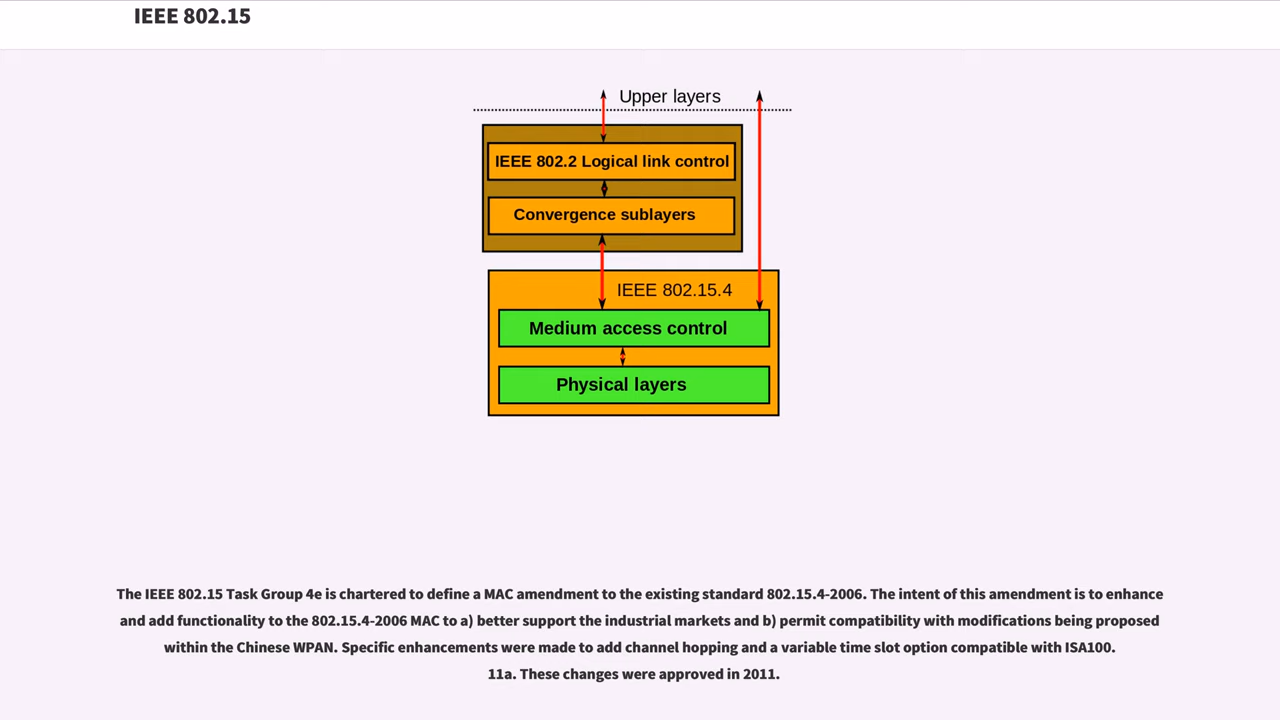 IEEE 802.15
Upper layers
IEEE 802.2 Logical link control
Convergence sublayers
IEEE 802.15.4
Medium access control
Physical layers
The IEEE 802.15 Task Group 4e is chartered to define a MAC amendment to the existing standard 802.15.4-2006. The intent of this amendment is to enhance
and add functionality to the 802.15.4-2006 MAC to a) better support the industrial markets and b) permit compatibility with modifications being proposed
within the Chinese WPAN. Specific enhancements were made to add channel hopping and a variable time slot option compatible with ISA100.
11a. These changes were approved in 2011.